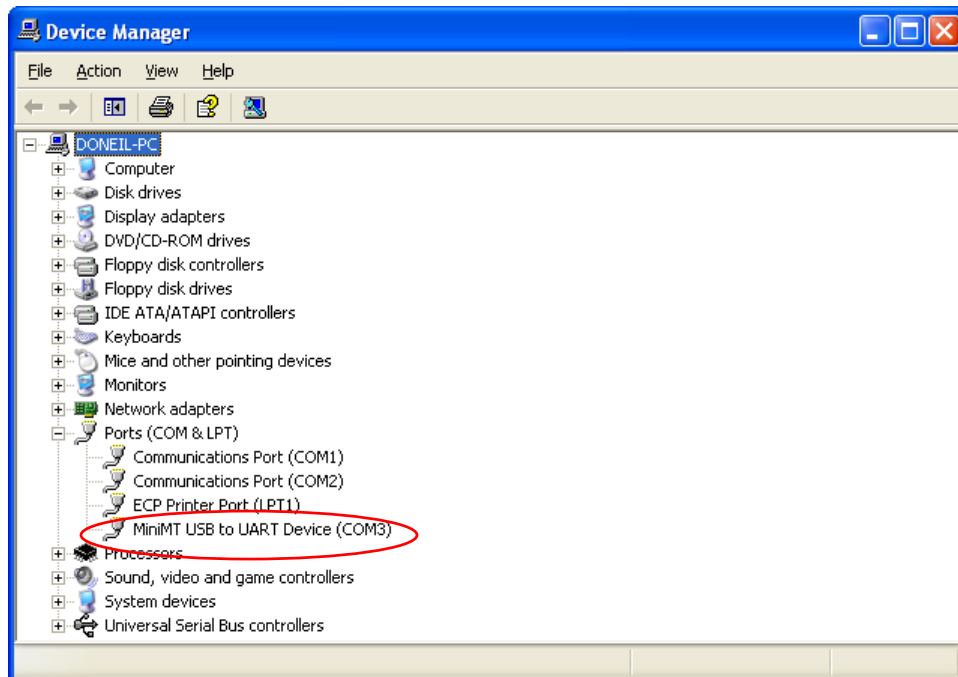 Device Manager
File Action View Help
DONEIL-PC
Computer
Disk drives
Display adapters
DVD/CD-ROM drives
Floppy disk controllers
Floppy disk drives
IDE ATA/ATAPI controllers
Keyboards
Mice and other pointing devices
Monitors
Network adapters
Ports (COM & LPT)
Communications Port (COM1)
Communications Port (COM2)
ECP Printer Port (LPT1)
MiniMT USB to UART Device (COM3)
Processors
Sound, video and game controllers
System devices
Universal Serial Bus controllers